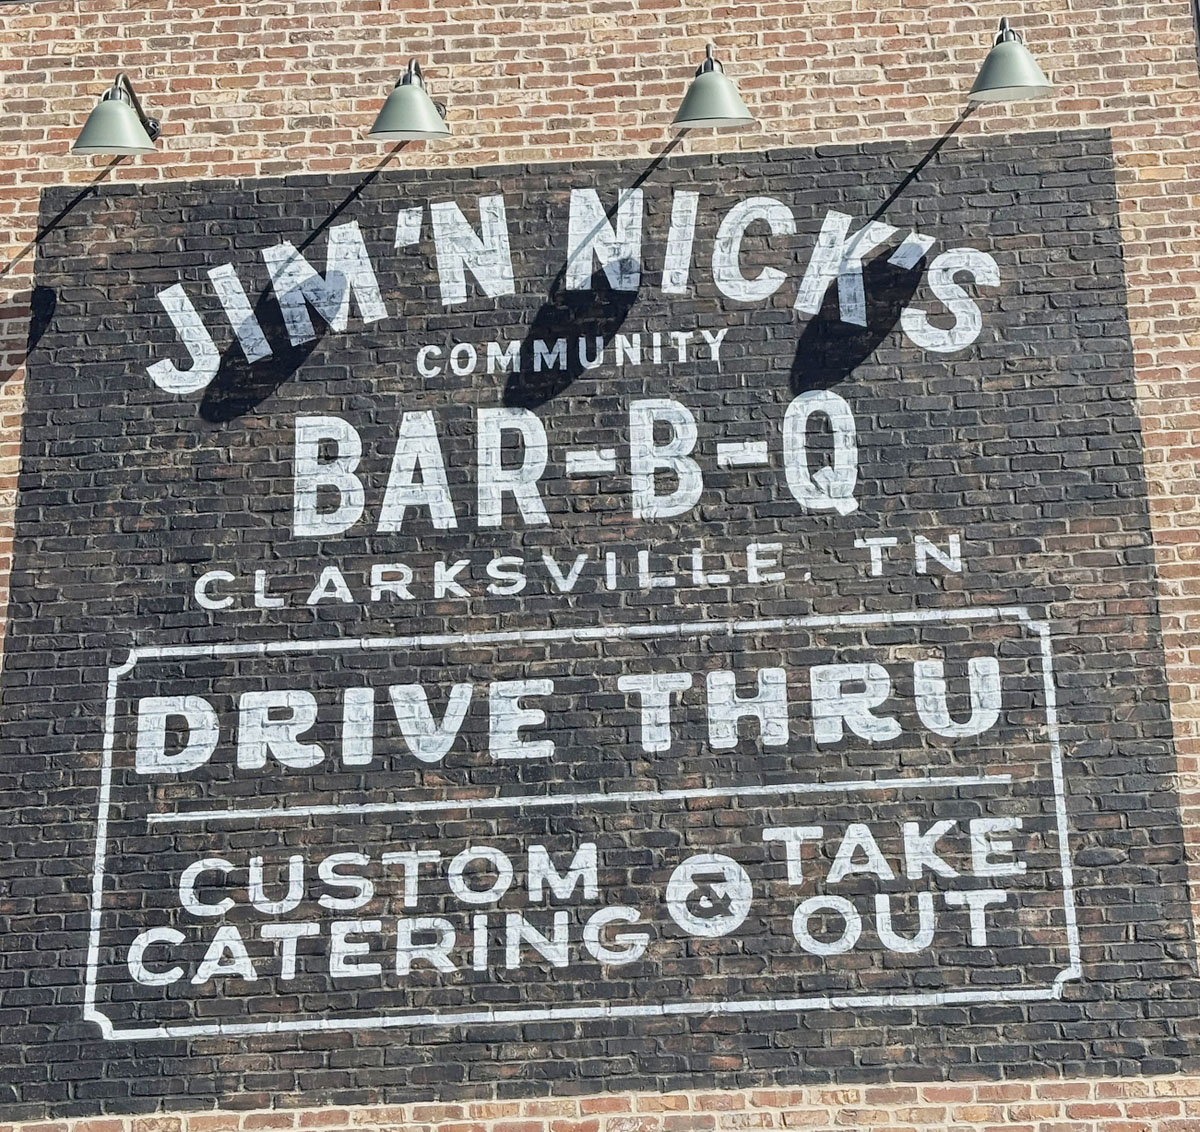 JIM 'N NICK'S
COMMUNITY
BAR-B-Q
CLARKSVILLE, TN
DRIVE THRU
CUSTOM
CATERING
&
TAKE
OUT